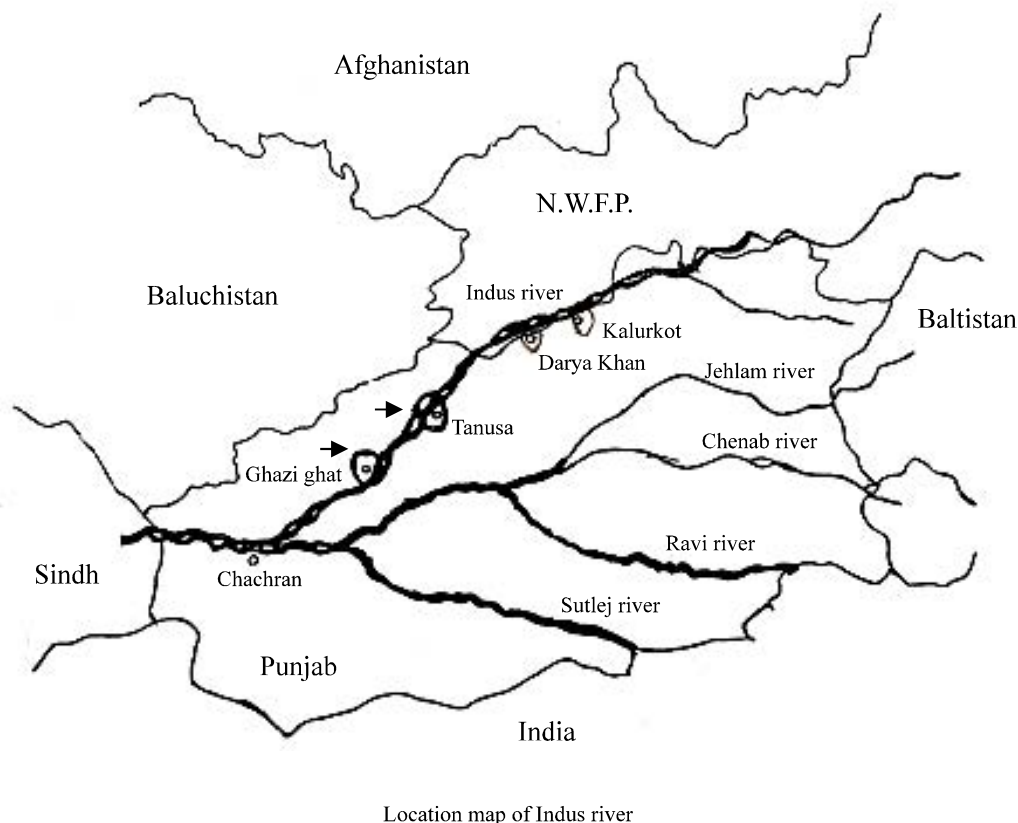 Afghanistan
N.W.F.P.
Indus river
Baluchistan
Baltistan
Kalurkot
Darya Khan
Jehlam river
Tanusa
Chenab river
Ghazi ghat
Ravi river
Sindh
Chachran
Sutlej river
Punjab
India
Location map of Indus river